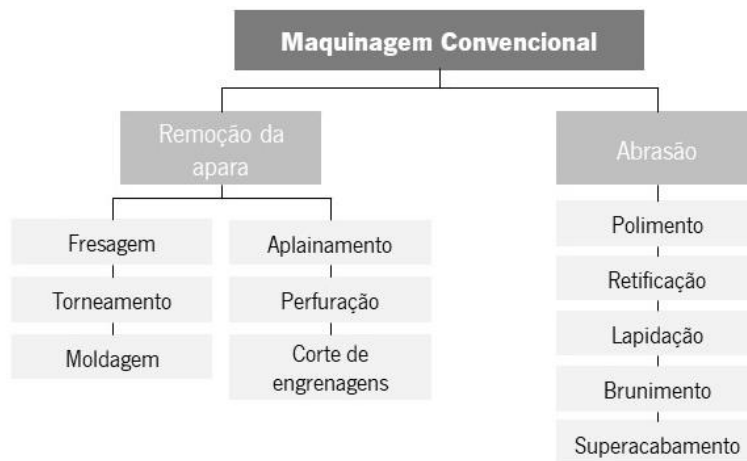 Maquinagem Convencional
Remoção da
apara
Abrasão
Fresagem
Torneamento
Moldagem
Aplainamento
Perfuração
Corte de
engrenagens
Polimento
Retificação
Lapidação
Brunimento
Superacabamento